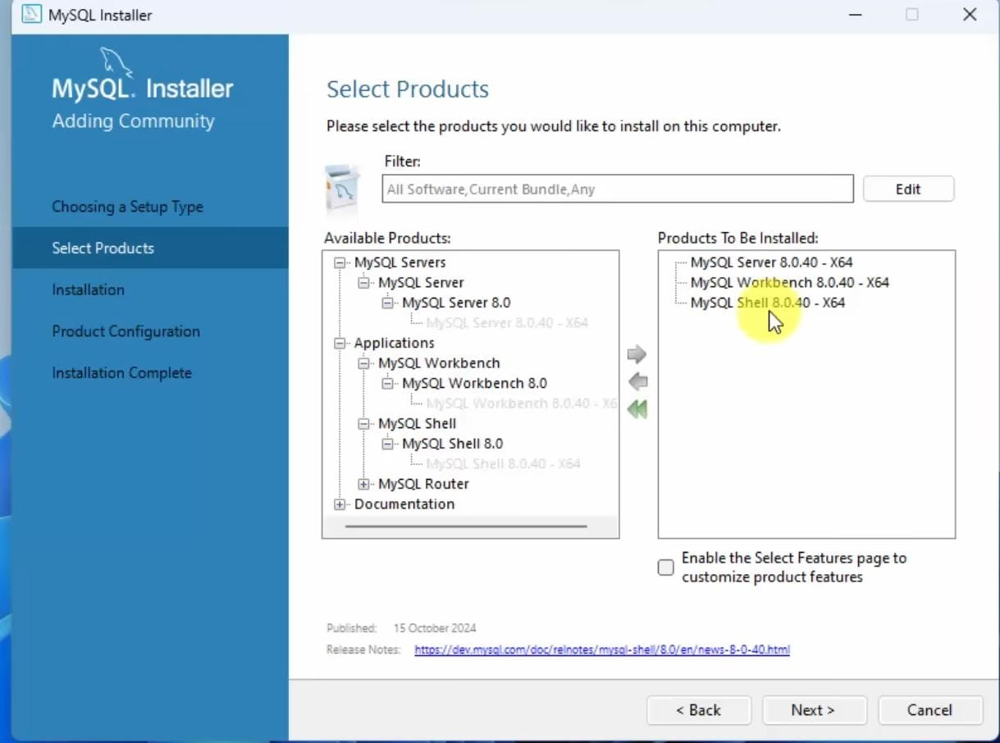 MySQL Installer
MySQL. Installer
Adding Community
Choosing a Setup Type
Select Products
Installation
Product Configuration
Installation Complete
Select Products
Please select the products you would like to install on this computer.
Filter:
All Software,Current Bundle,Any
Edit
Available Products:
MySQL Servers
MySQL Server
MySQL Server 8.0
MySQL Server 8.0.40 - X64
Applications
MySQL Workbench
MySQL Workbench 8.0
MySQL Workbench 8.0.40 - X6
MySQL Shell
MySQL Shell 8.0
MySQL Shell 8.0.40 - X64
MySQL Router
Documentation
Products To Be Installed:
MySQL Server 8.0.40 - X64
MySQL Workbench 8.0.40 - X64
MySQL Shell 8.0.40 - X64
Enable the Select Features page to
customize product features
Published: 15 October 2024
Release Notes: https://dev.mysql.com/doc/relnotes/mysql-shell/8.0/en/news-8-0-40.html
< Back
Next >
Cancel